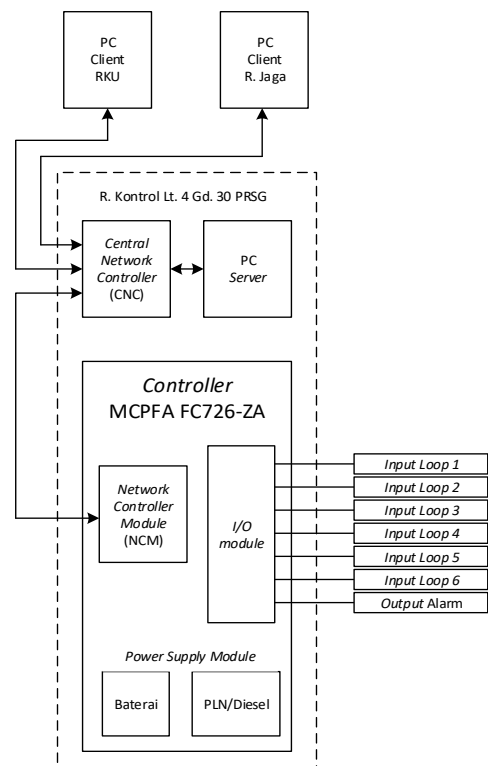 PC
Client
RKU
PC
Client
R. Jaga
R. Kontrol Lt. 4 Gd. 30 PRSG
Central
Network
Controller
(CNC)
PC
Server
Controller
MCPFA FC726-ZA
Network
Controller
Module
(NCM)
I/O
module
Input Loop 1
Input Loop 2
Input Loop 3
Input Loop 4
Input Loop 5
Input Loop 6
Output Alarm
Power Supply Module
Baterai
PLN/Diesel